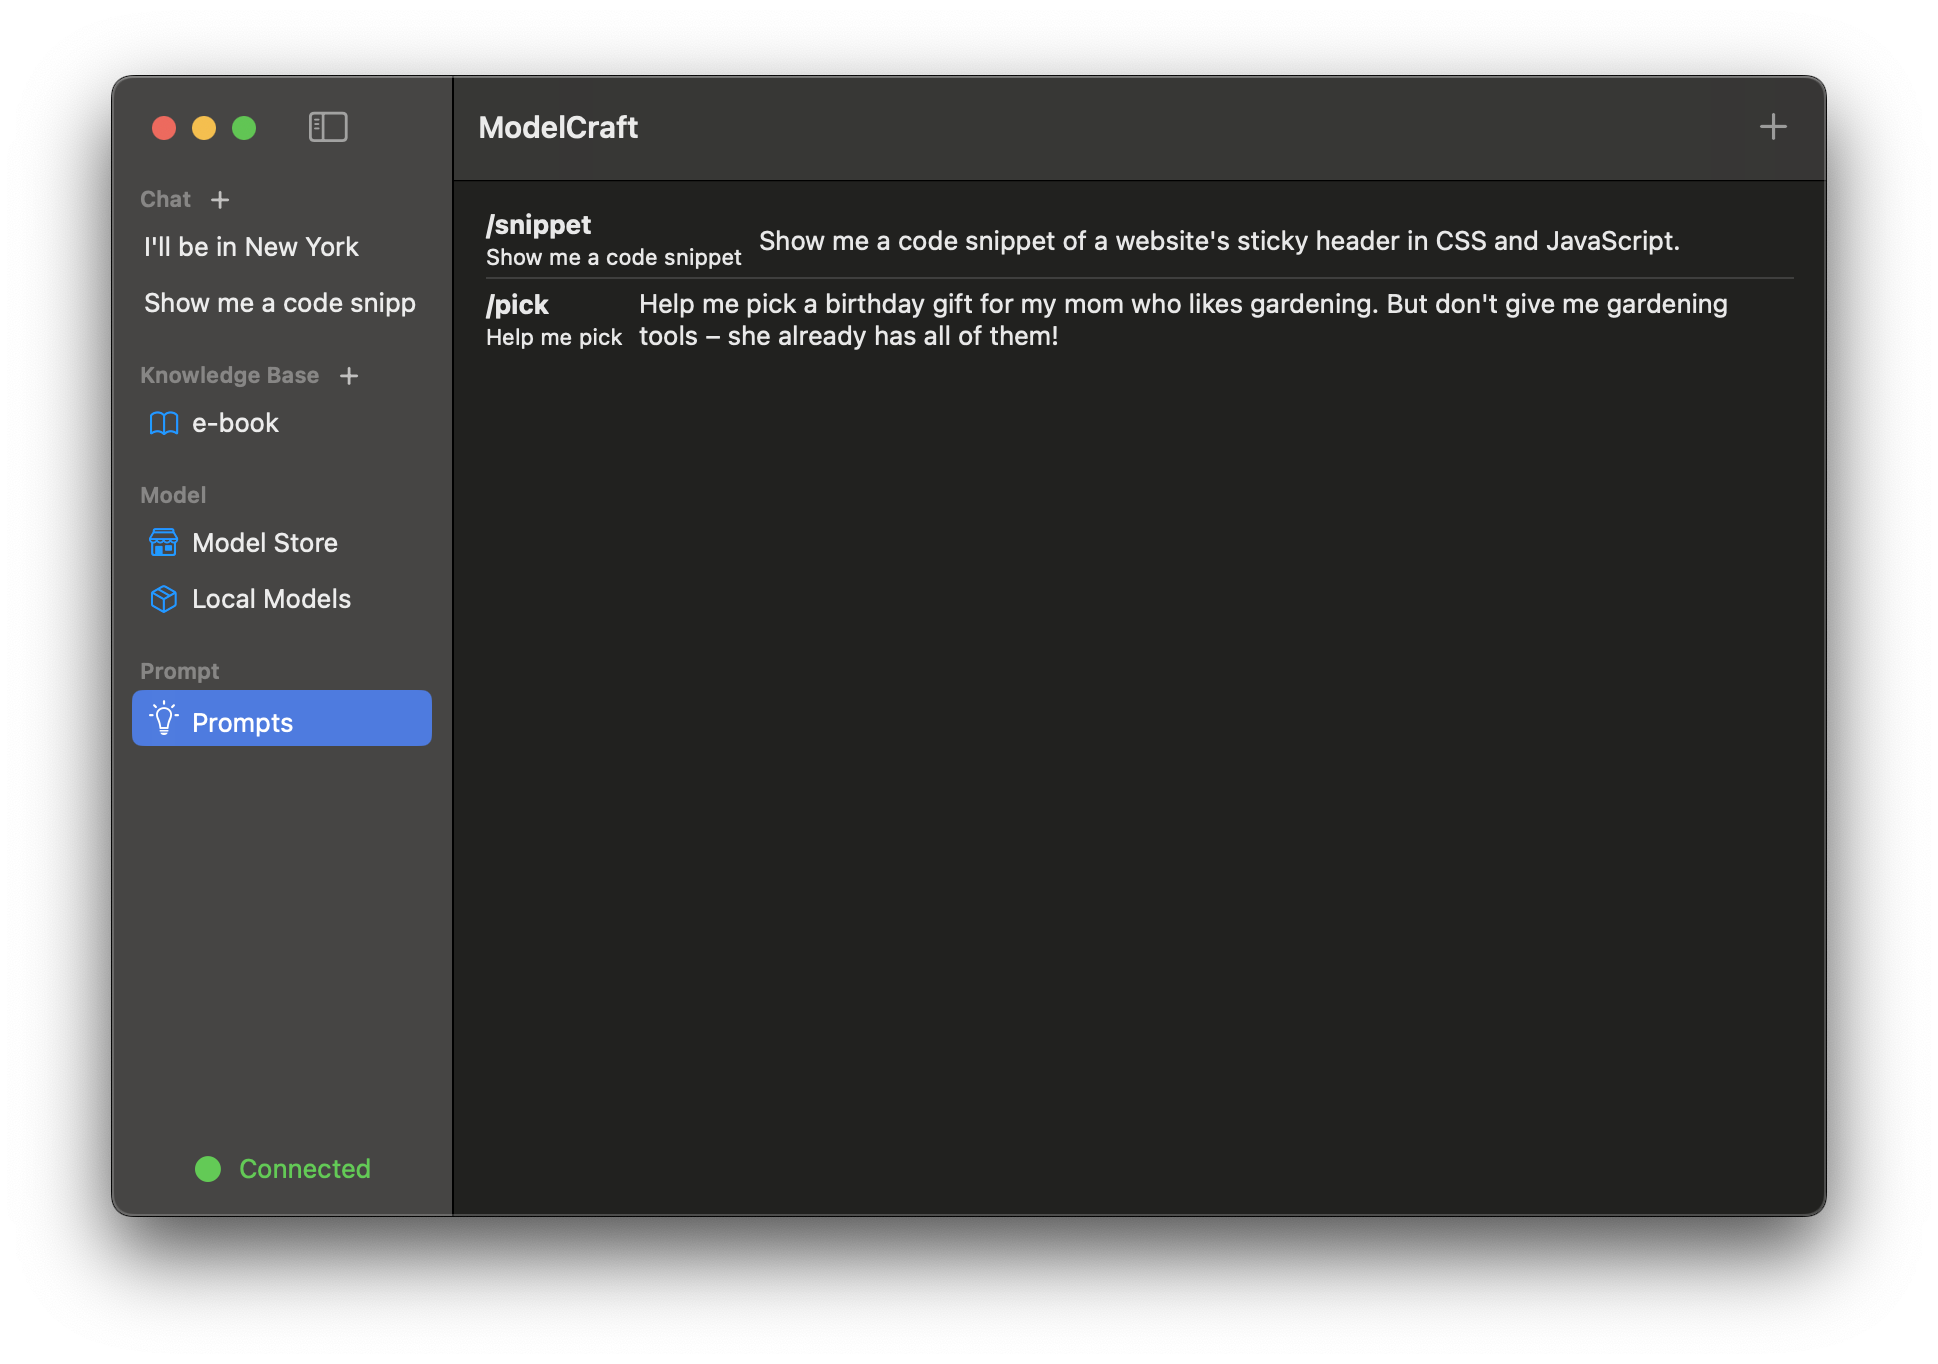 ModelCraft
Chat
I'll be in New York
Show me a code snipp
Knowledge Base
e-book
Model
Model Store
Local Models
Prompt
Prompts
Connected
/snippet
Show me a code snippet
Show me a code snippet of a website's sticky header in CSS and JavaScript.
/pick
Help me pick
Help me pick a birthday gift for my mom who likes gardening. But don't give me gardening
tools – she already has all of them!